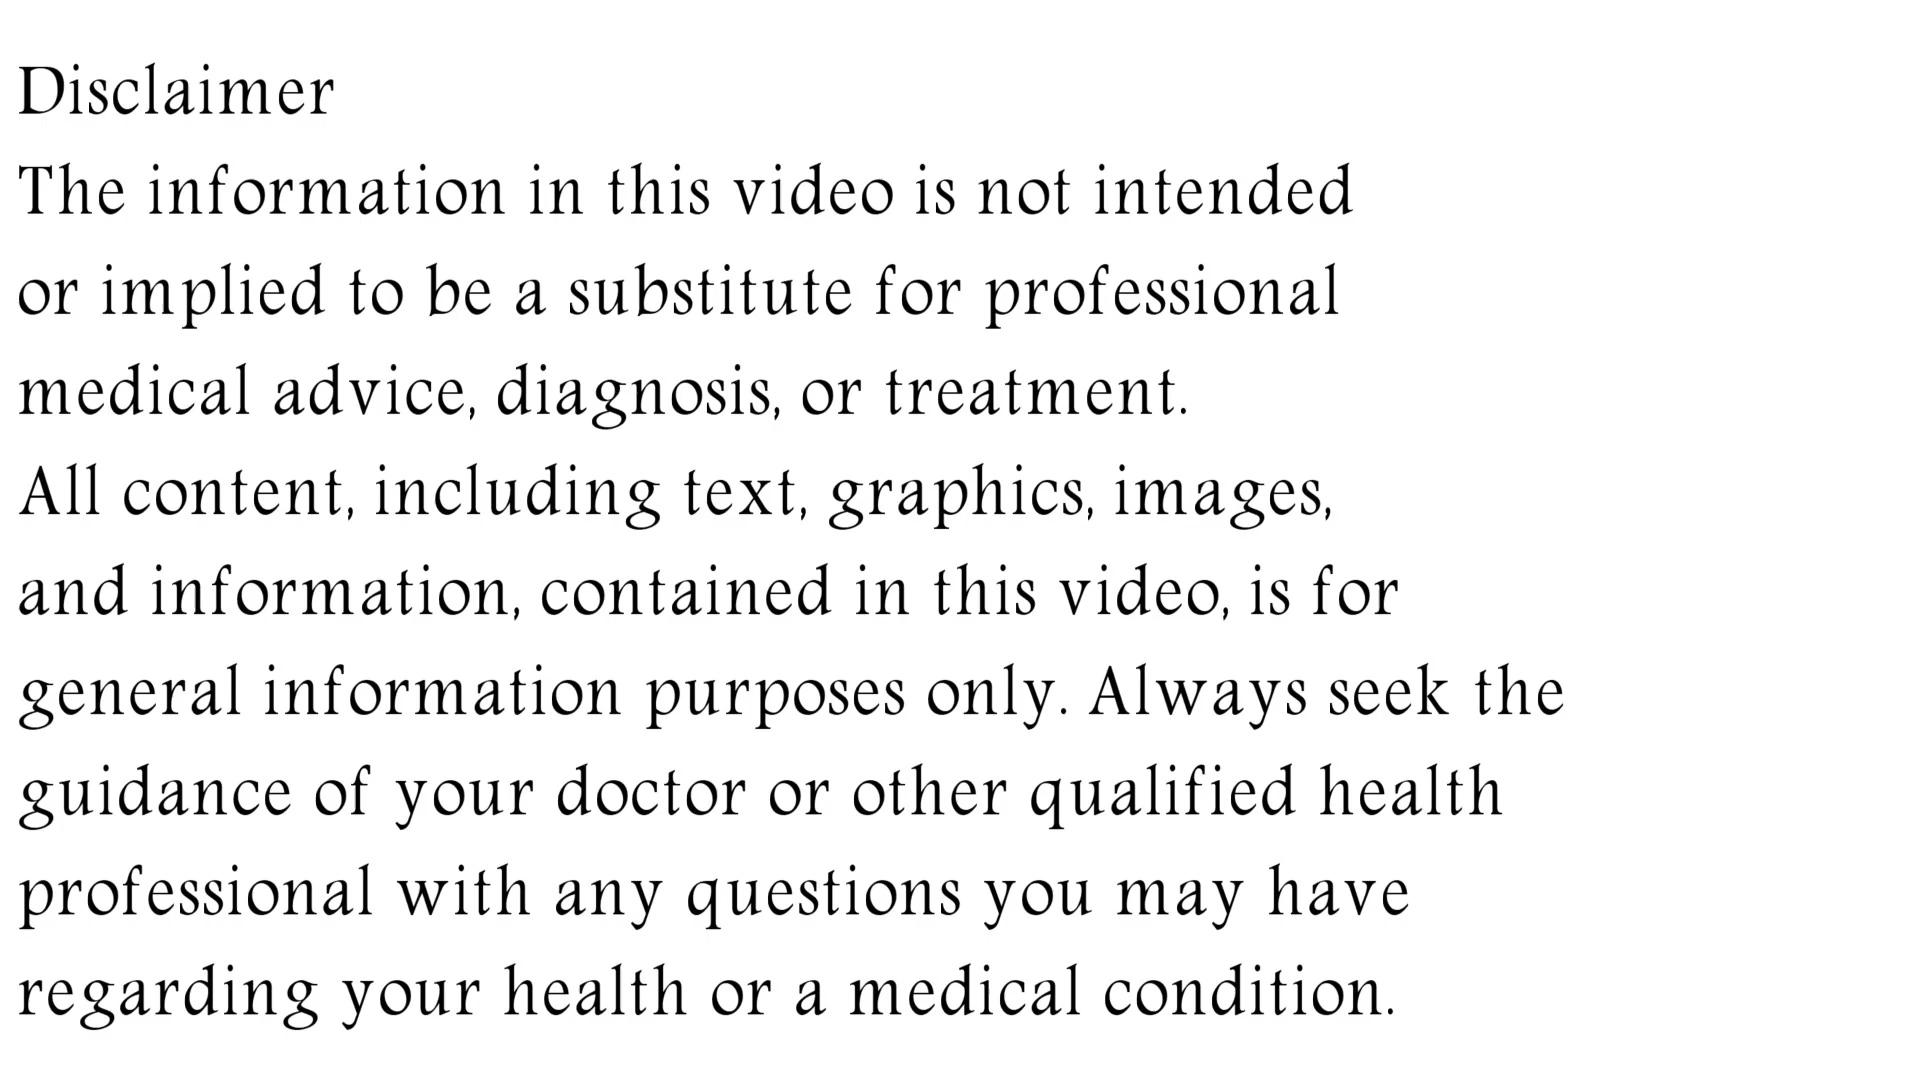 Disclaimer
The information in this video is not intended
or implied to be a substitute for professional
medical advice, diagnosis, or treatment.
All content, including text, graphics, images,
and information, contained in this video, is for
general information purposes only. Always seek the
guidance of your doctor or other qualified health
professional with any questions you may have
regarding your health or a medical condition.